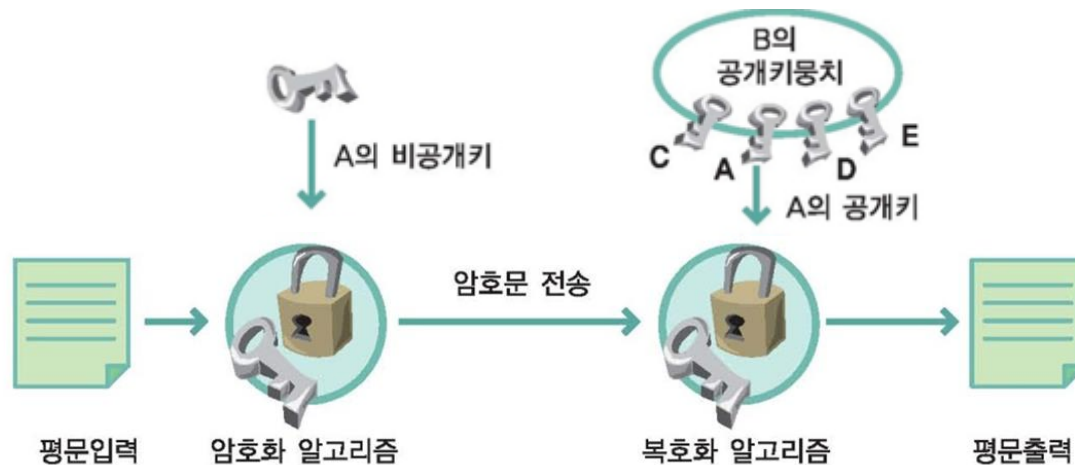 B의
공개키뭉치
C
A
D
E
A의 비공개키
A의 공개키
암호문 전송
평문입력
암호화 알고리즘
복호화 알고리즘
평문출력